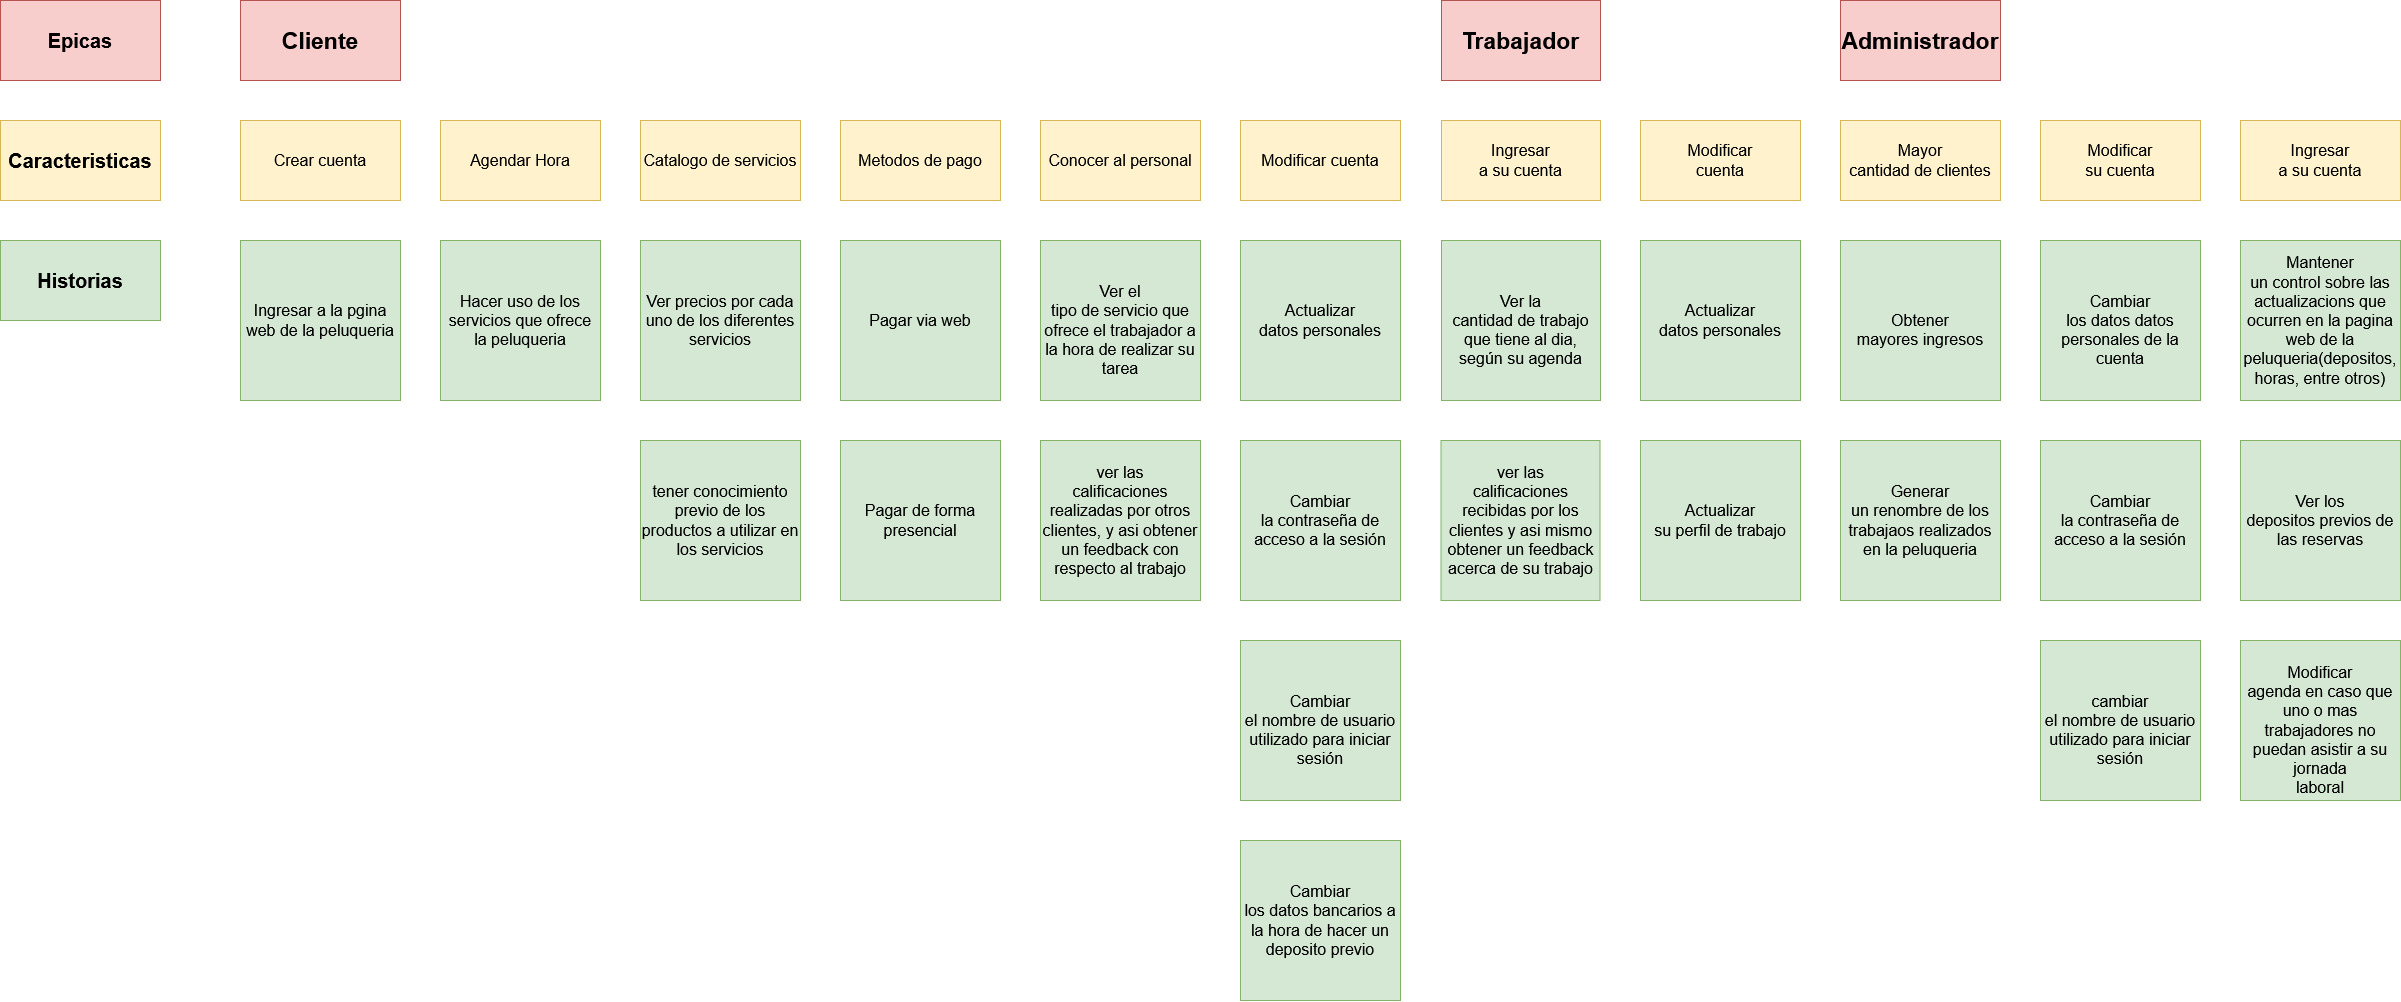 Epicas
Cliente
Trabajador
Administrador
Caracteristicas
Crear cuenta
Agendar Hora
Catalogo de servicios
Metodos de pago
Conocer al personal
Modificar cuenta
Ingresar
a su cuenta
Modificar
cuenta
Mayor
cantidad de clientes
Modificar
su cuenta
Ingresar
a su cuenta
Historias
Ingresar a la pgina
web de la peluqueria
Hacer uso de los
servicios que ofrece
la peluqueria
Ver precios por cada
uno de los diferentes
servicios
Pagar via web
Ver el
tipo de servicio que
ofrece el trabajador a
la hora de realizar su
tarea
Actualizar
datos personales
Ver la
cantidad de trabajo
que tiene al dia,
según su agenda
Actualizar
datos personales
Obtener
mayores ingresos
Cambiar
los datos datos
personales de la
cuenta
Mantener
un control sobre las
actualizacions que
ocurren en la pagina
web de la
peluqueria(depositos,
horas, entre otros)
tener conocimiento
previo de los
productos a utilizar en
los servicios
Pagar de forma
presencial
ver las
calificaciones
realizadas por otros
clientes, y asi obtener
un feedback con
respecto al trabajo
Cambiar
la contraseña de
acceso a la sesión
ver las
calificaciones
recibidas por los
clientes y asi mismo
obtener un feedback
acerca de su trabajo
Actualizar
su perfil de trabajo
Generar
un renombre de los
trabajaos realizados
en la peluqueria
Cambiar
la contraseña de
acceso a la sesión
Ver los
depositos previos de
las reservas
Cambiar
el nombre de usuario
utilizado para iniciar
sesión
cambiar
el nombre de usuario
utilizado para iniciar
sesión
Modificar
agenda en caso que
uno o mas
trabajadores no
puedan asistir a su
jornada
laboral
Cambiar
los datos bancarios a
la hora de hacer un
deposito previo